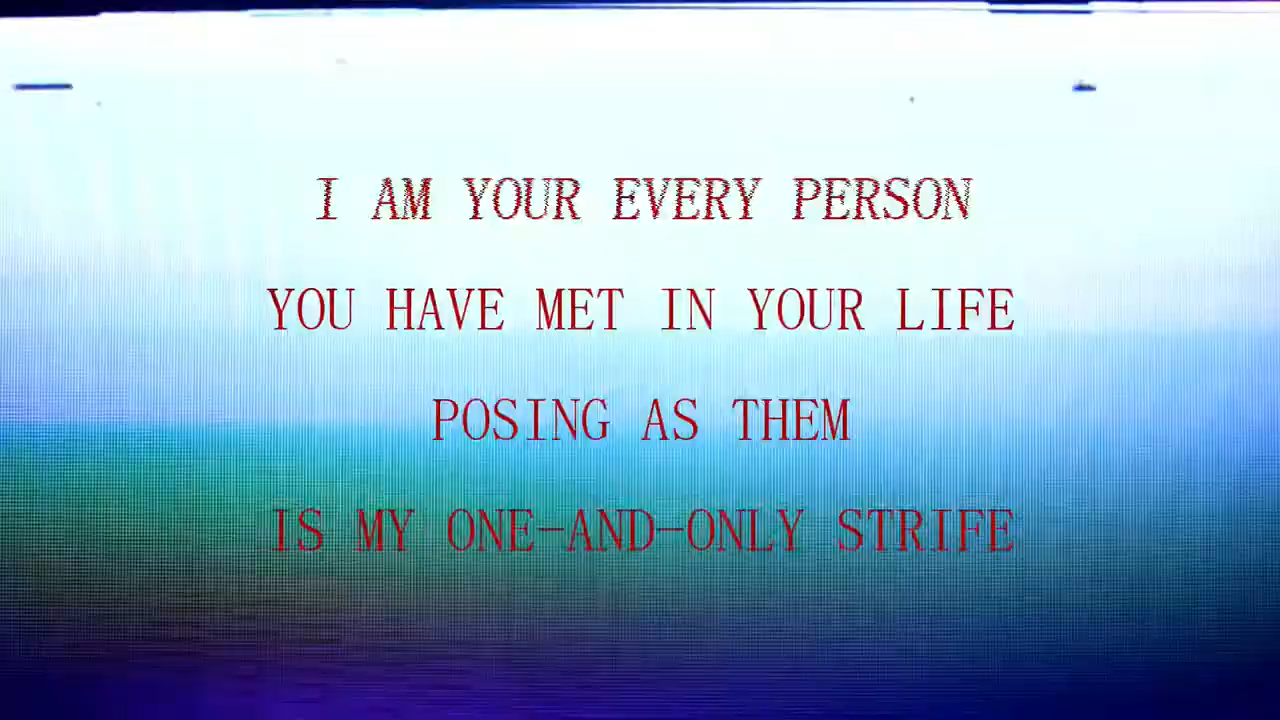 I AM YOUR EVERY PERSON
YOU HAVE MET IN YOUR LIFE
POSING AS THEM
IS MY ONE-AND-ONLY STRIFE